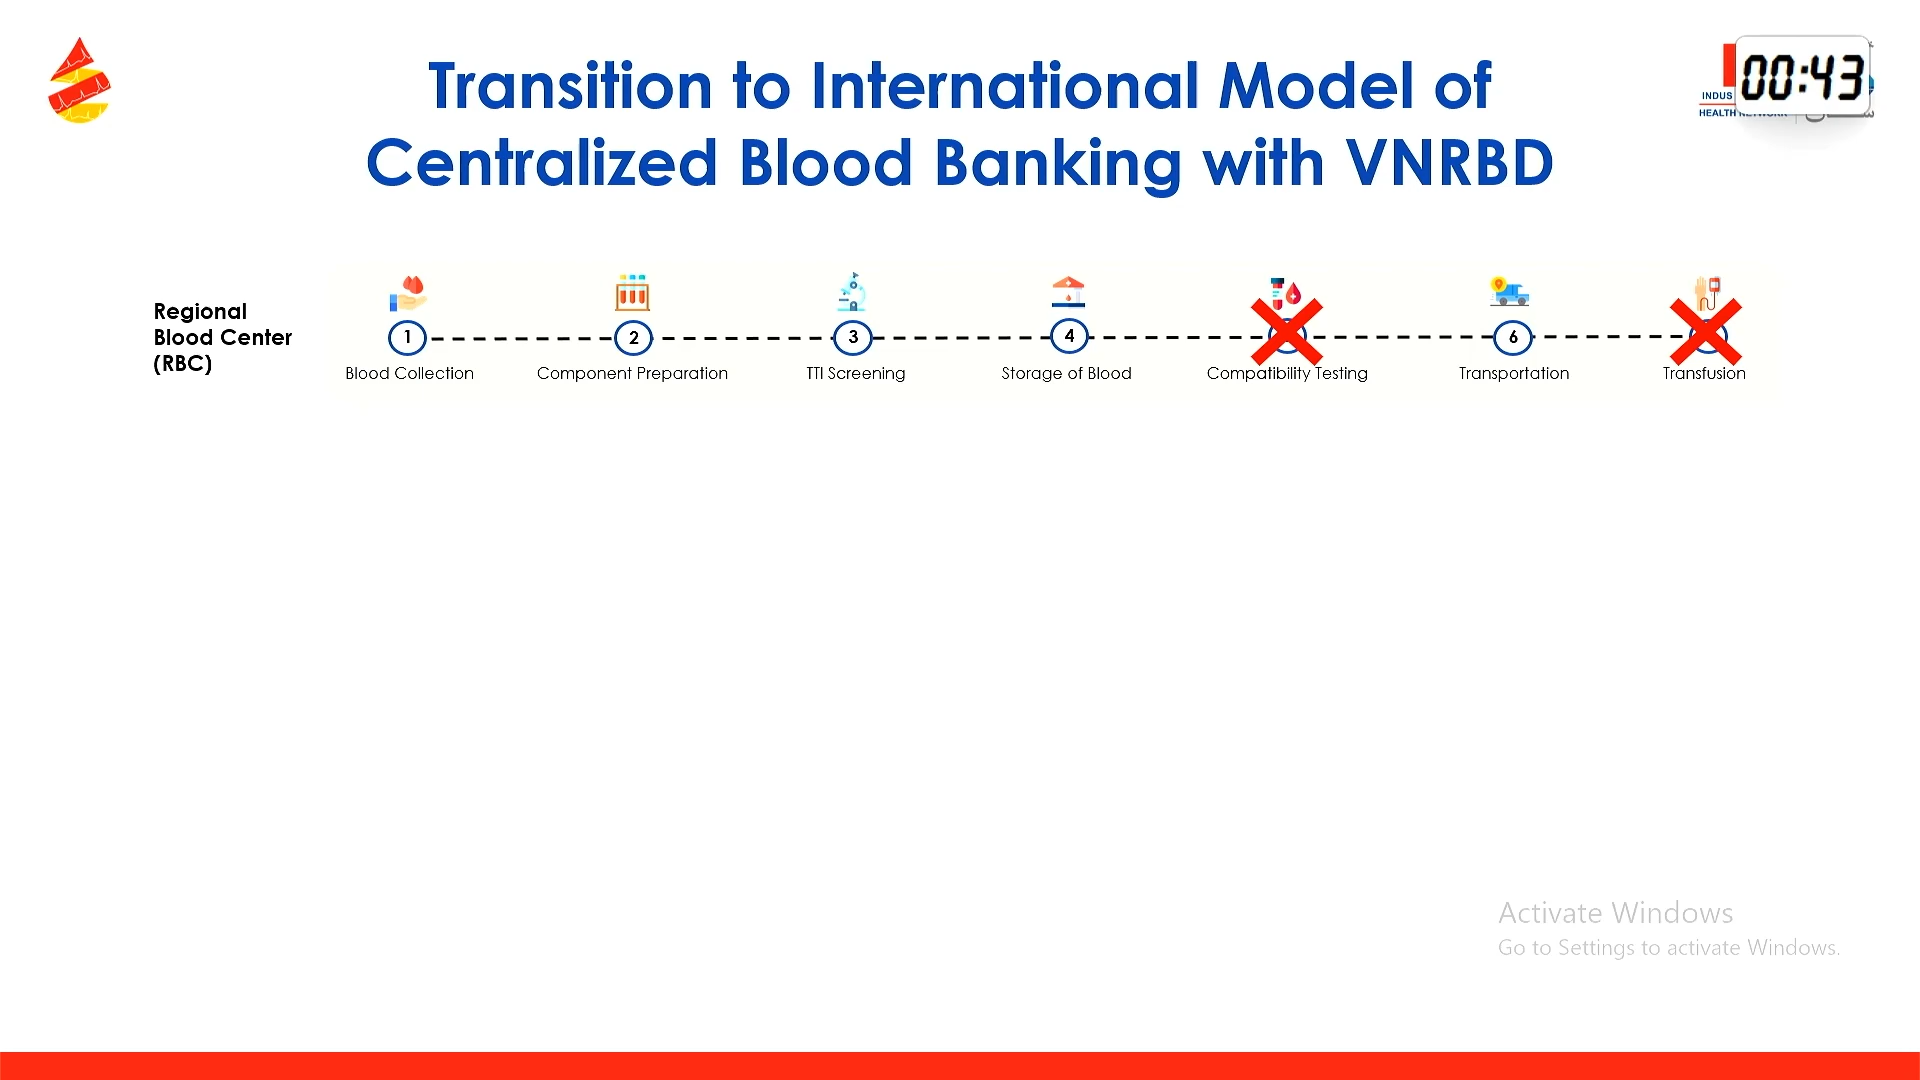 Transition to International Model of
Centralized Blood Banking with VNRBD
00:43
INDUS
HEALTH NETWORK
Regional
Blood Center
(RBC)
1
2
3
4
6
Blood Collection
Component Preparation
TTI Screening
Storage of Blood
Compatibility Testing
Transportation
Transfusion
Activate Windows
Go to Settings to activate Windows.